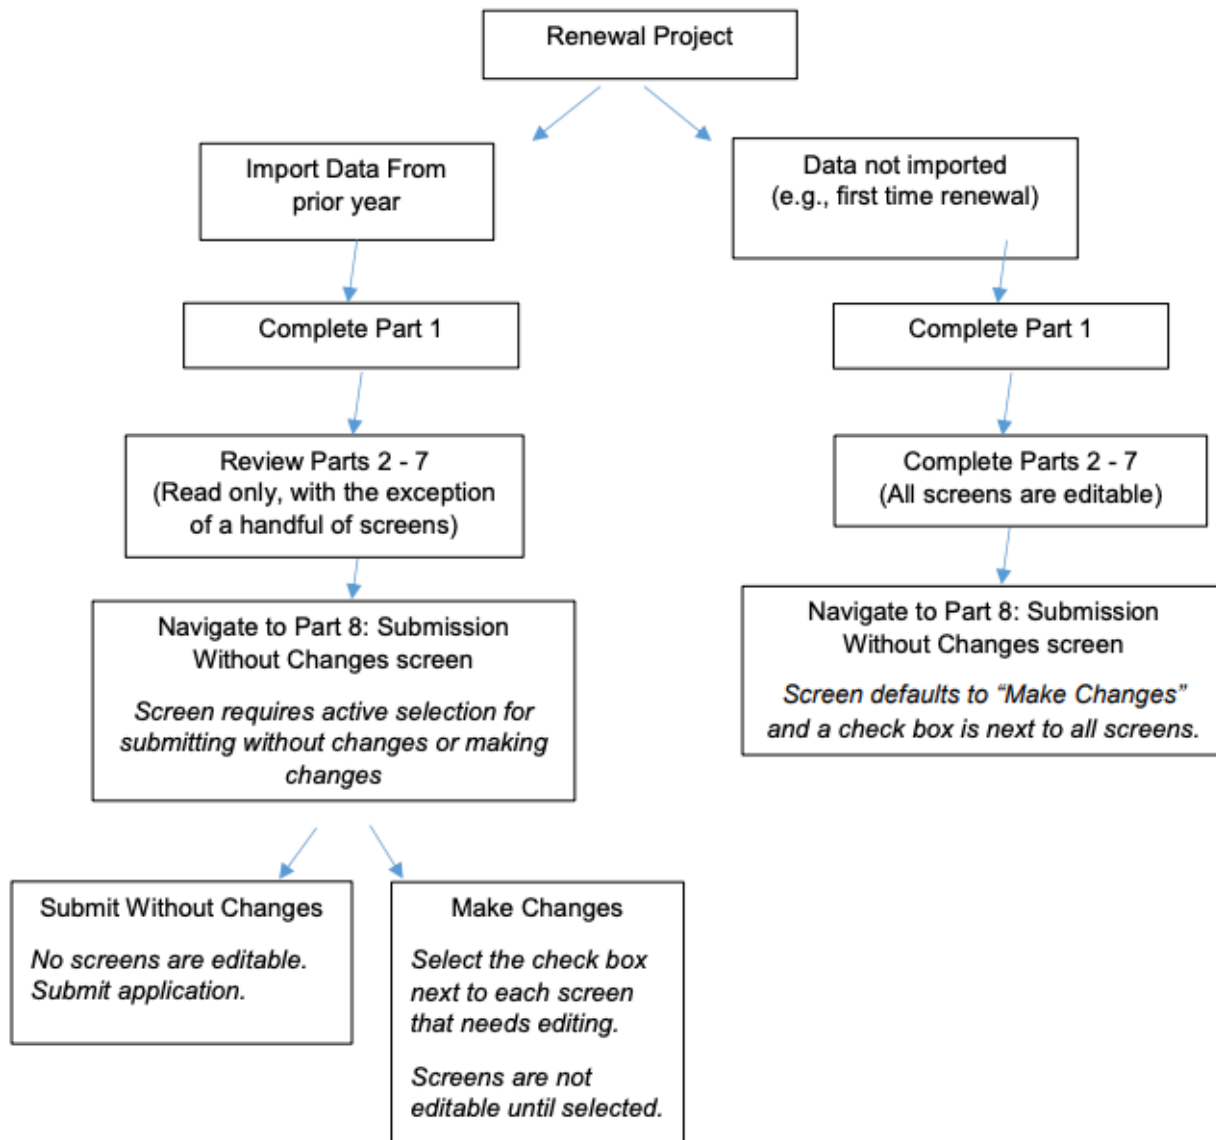 Renewal Project
Import Data From
prior year
Data not imported
(e.g., first time renewal)
Complete Part 1
Complete Part 1
Review Parts 2 - 7
(Read only, with the exception
of a handful of screens)
Complete Parts 2 - 7
(All screens are editable)
Navigate to Part 8: Submission
Without Changes screen
Screen requires active selection for
submitting without changes or making
changes
Navigate to Part 8: Submission
Without Changes screen
Screen defaults to “Make Changes”
and a check box is next to all screens.
Submit Without Changes
No screens are editable.
Submit application.
Make Changes
Select the check box
next to each screen
that needs editing.
Screens are not
editable until selected.